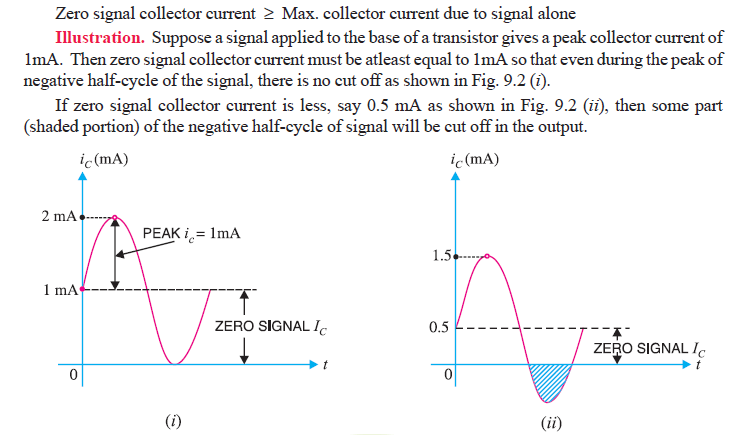 Zero signal collector current ≥ Max. collector current due to signal alone
Illustration. Suppose a signal applied to the base of a transistor gives a peak collector current of
1mA. Then zero signal collector current must be atleast equal to 1mA so that even during the peak of
negative half-cycle of the signal, there is no cut off as shown in Fig. 9.2 (i).
If zero signal collector current is less, say 0.5 mA as shown in Fig. 9.2 (ii), then some part
(shaded portion) of the negative half-cycle of signal will be cut off in the output.
iC (mA)
2 mA
PEAK ic = 1mA
1 mA
ZERO SIGNAL IC
t
0
(i)
iC (mA)
1.5
0.5
ZERO SIGNAL IC
t
0
(ii)